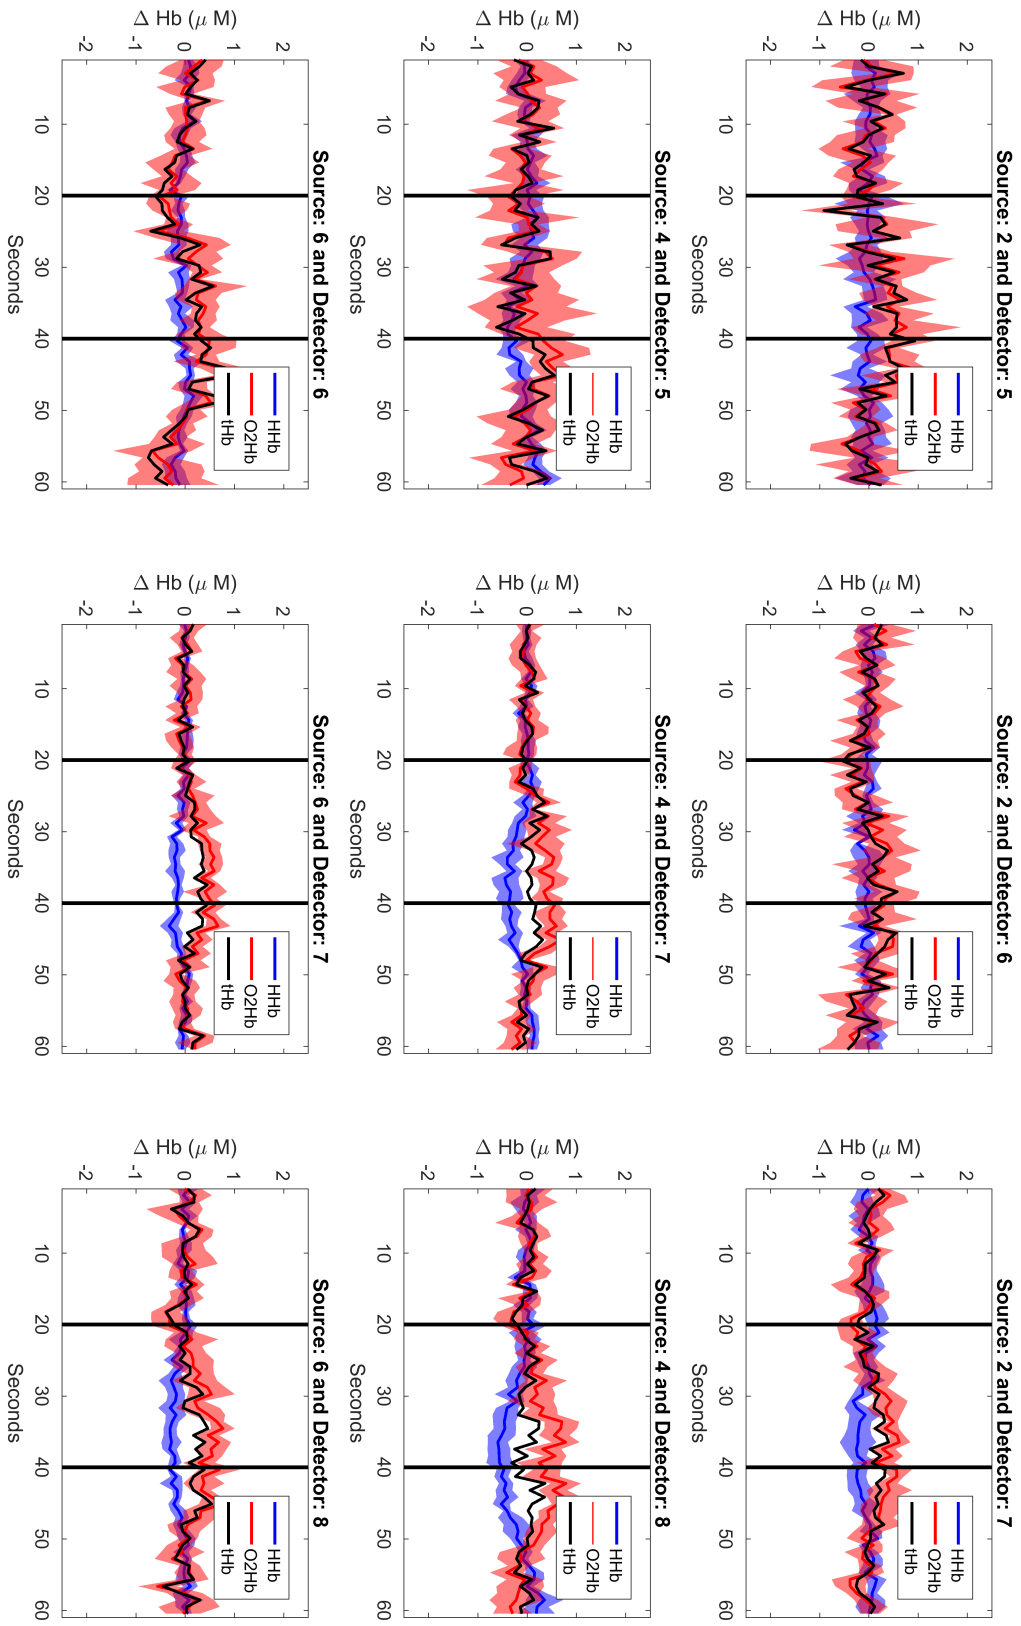 Source: 2 and Detector: 5
Δ Hb (μ M)
2
1
0
-1
-2
HHb
O2Hb
tHb
10 20 30 40 50 60
Seconds
Source: 2 and Detector: 6
Δ Hb (μ M)
2
1
0
-1
-2
HHb
O2Hb
tHb
10 20 30 40 50 60
Seconds
Source: 2 and Detector: 7
Δ Hb (μ M)
2
1
0
-1
-2
HHb
O2Hb
tHb
10 20 30 40 50 60
Seconds
Source: 4 and Detector: 5
Δ Hb (μ M)
2
1
0
-1
-2
HHb
O2Hb
tHb
10 20 30 40 50 60
Seconds
Source: 4 and Detector: 7
Δ Hb (μ M)
2
1
0
-1
-2
HHb
O2Hb
tHb
10 20 30 40 50 60
Seconds
Source: 4 and Detector: 8
Δ Hb (μ M)
2
1
0
-1
-2
HHb
O2Hb
tHb
10 20 30 40 50 60
Seconds
Source: 6 and Detector: 6
Δ Hb (μ M)
2
1
0
-1
-2
HHb
O2Hb
tHb
10 20 30 40 50 60
Seconds
Source: 6 and Detector: 7
Δ Hb (μ M)
2
1
0
-1
-2
HHb
O2Hb
tHb
10 20 30 40 50 60
Seconds
Source: 6 and Detector: 8
Δ Hb (μ M)
2
1
0
-1
-2
HHb
O2Hb
tHb
10 20 30 40 50 60
Seconds